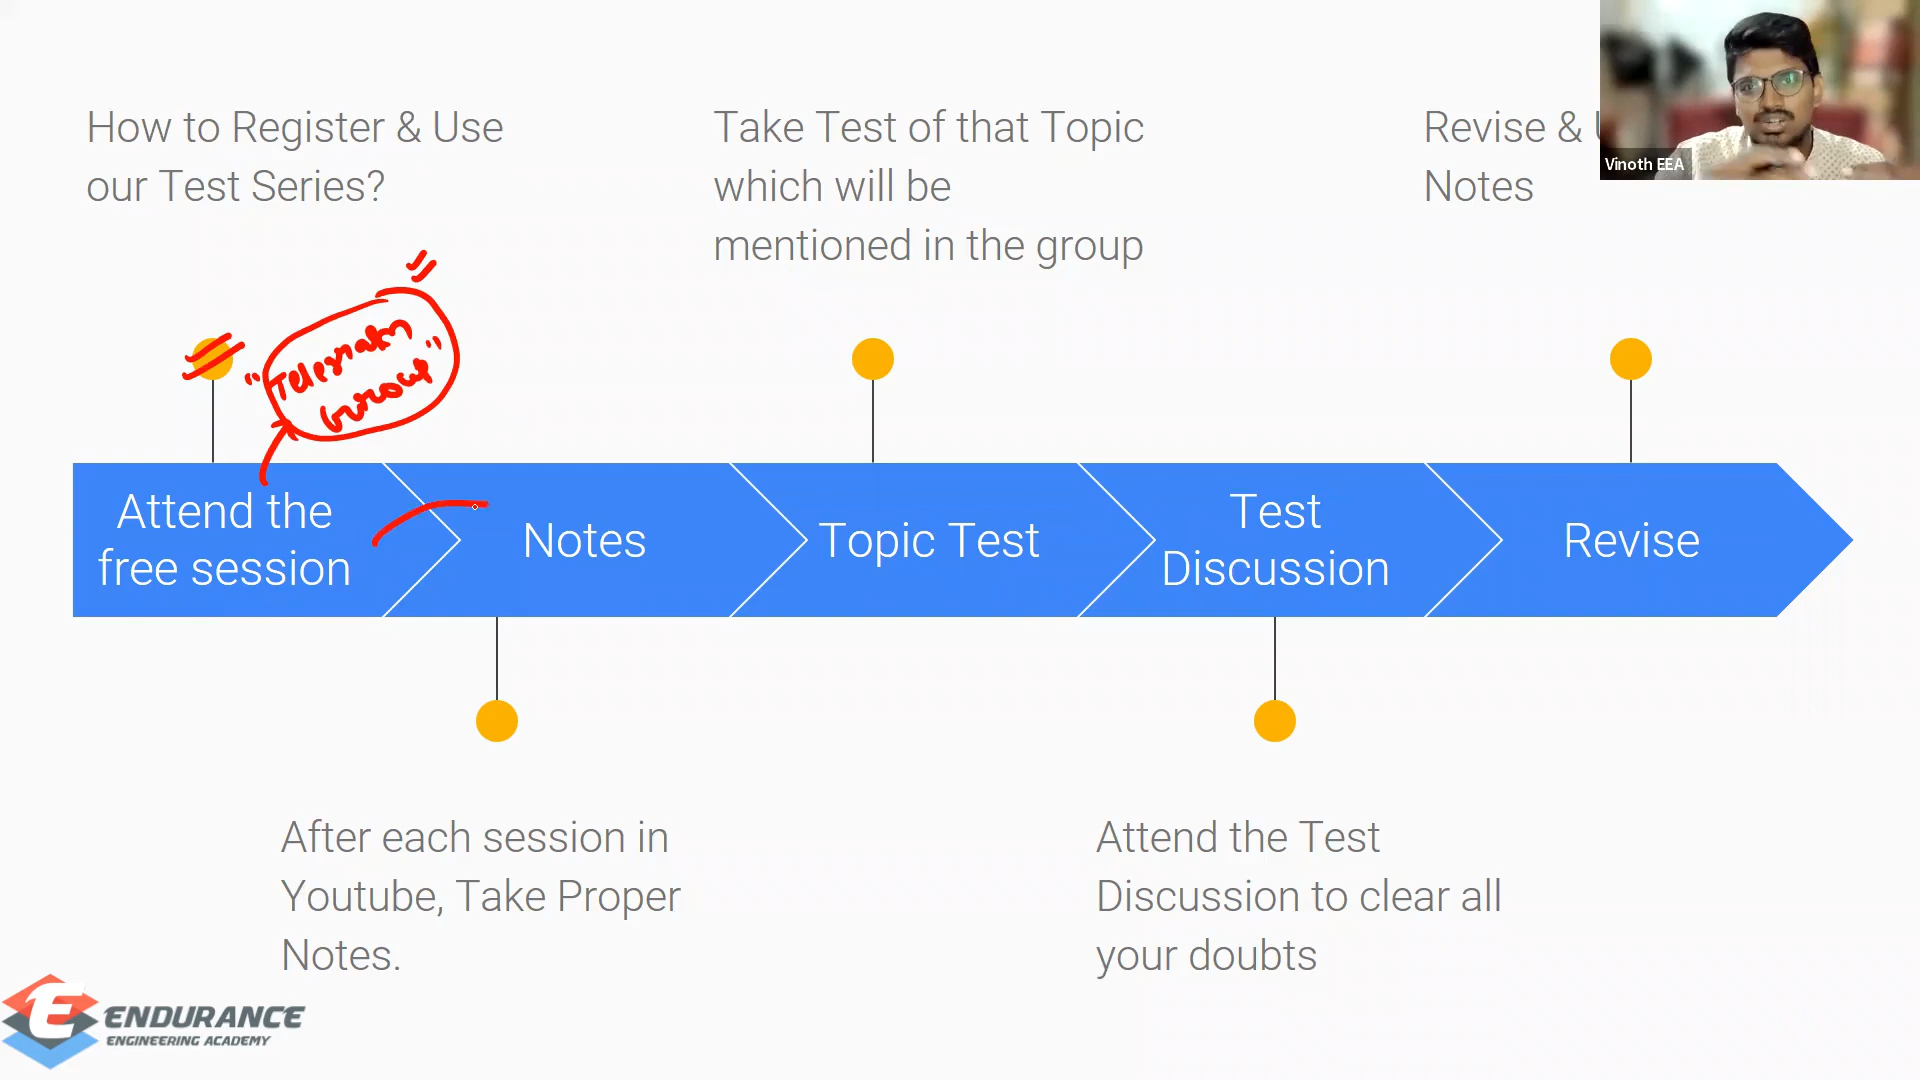 How to Register & Use
our Test Series?
Take Test of that Topic
which will be
mentioned in the group
Revise &
Notes
Vinoth EEA
"Telegram
Group"
Attend the
free session
Notes
Topic Test
Test
Discussion
Revise
After each session in
Youtube, Take Proper
Notes.
Attend the Test
Discussion to clear all
your doubts
ENDURANCE
ENGINEERING ACADEMY